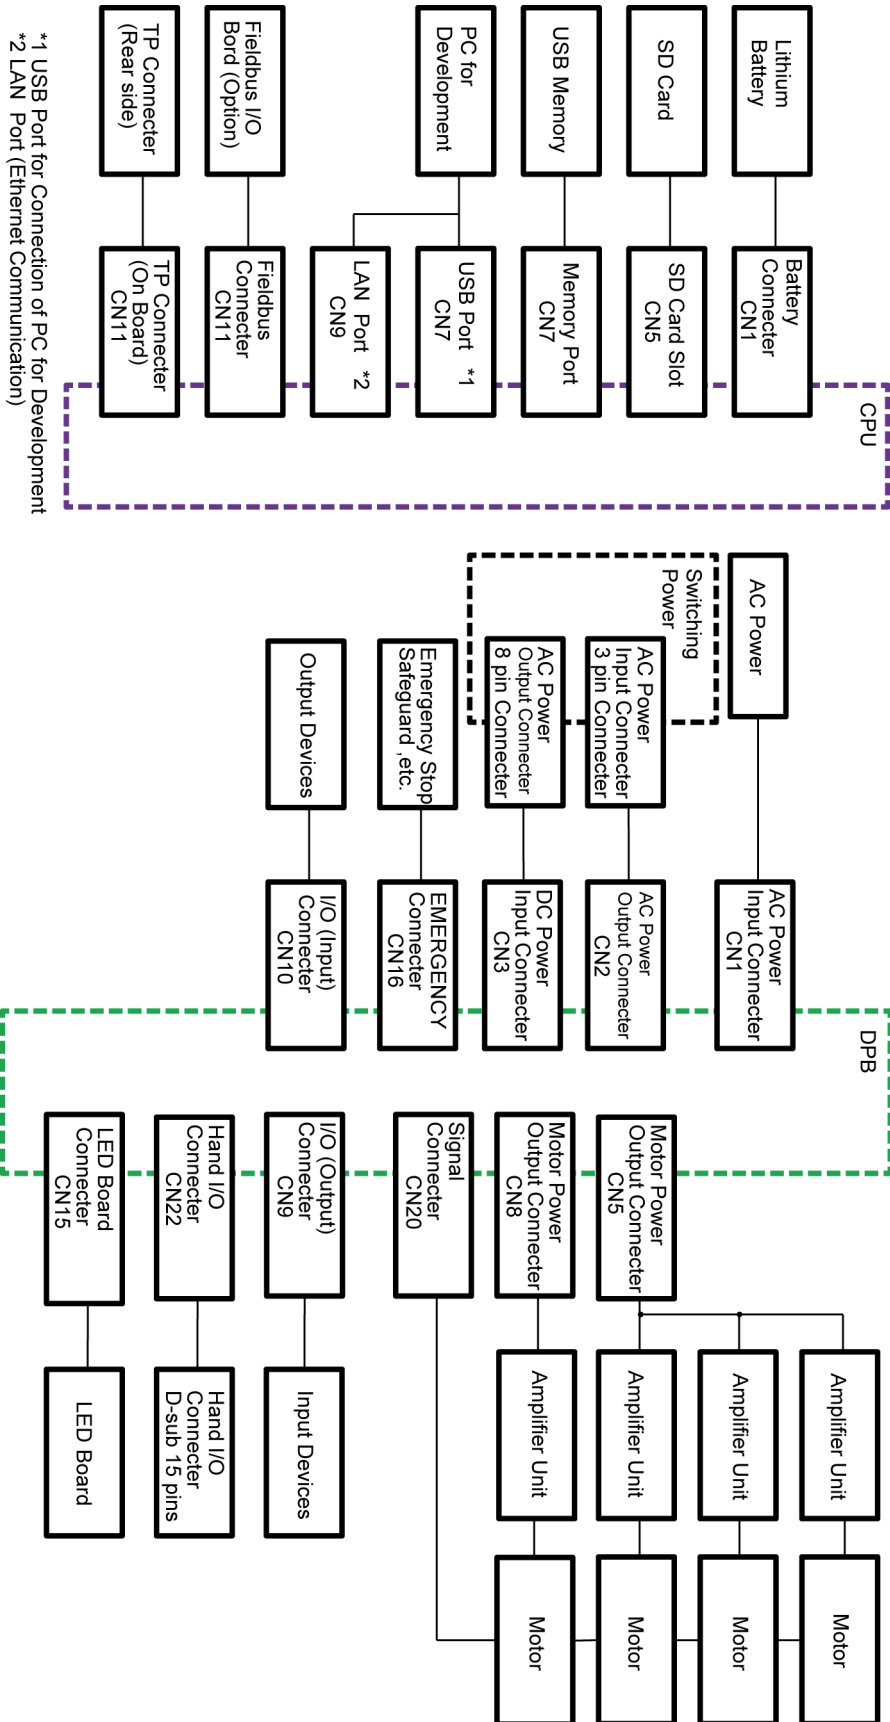 CPU
Lithium
Battery
Battery
Connecter
CN1
SD Card
SD Card Slot
CN5
USB Memory
Memory Port
CN7
PC for
Development
USB Port *1
CN7
LAN Port *2
CN9
Fieldbus I/O
Bord (Option)
Fieldbus
Connecter
CN11
TP Connecter
(Rear side)
TP Connecter
(On Board)
CN11
*1 USB Port for Connection of PC for Development
*2 LAN Port (Ethernet Communication)
DPB
AC Power
AC Power
Input Connecter
CN1
Switching
Power
AC Power
Input Connecter
3 pin Connecter
AC Power
Output Connecter
CN2
AC Power
Output Connecter
8 pin Connecter
DC Power
Input Connecter
CN3
Emergency Stop
Safeguard ,etc.
EMERGENCY
Connecter
CN16
Output Devices
I/O (Input)
Connecter
CN10
Motor Power
Output Connecter
CN5
Amplifier Unit
Motor
Amplifier Unit
Motor
Amplifier Unit
Motor
Motor Power
Output Connecter
CN8
Amplifier Unit
Motor
Signal
Connecter
CN20
I/O (Output)
Connecter
CN9
Input Devices
Hand I/O
Connecter
CN22
Hand I/O
Connecter
D-sub 15 pins
LED Board
Connecter
CN15
LED Board